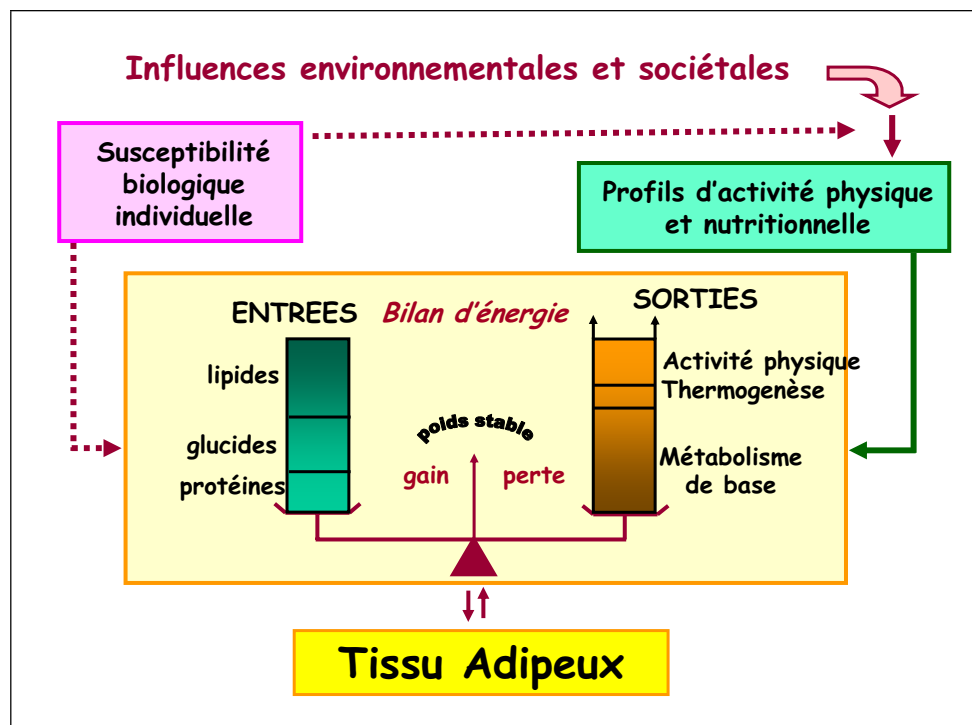 Influences environnementales et sociétales
Susceptibilité
biologique
individuelle
Profils d'activité physique
et nutritionnelle
ENTREES
Bilan d'énergie
SORTIES
lipides
glucides
protéines
poids stable
gain
perte
Activité physique
Thermogenèse
Métabolisme
de base
Tissu Adipeux